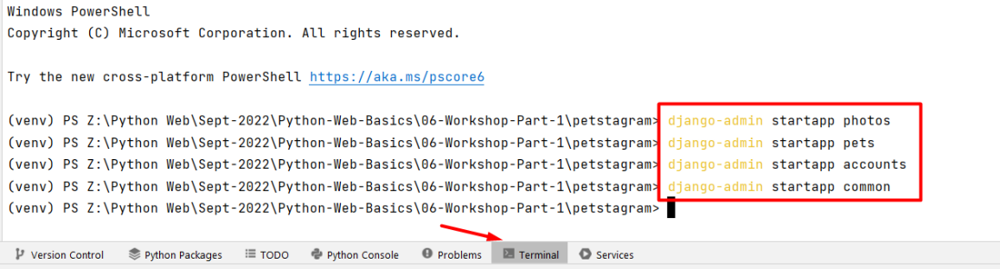 Windows PowerShell
Copyright (C) Microsoft Corporation. All rights reserved.
Try the new cross-platform PowerShell https://aka.ms/pscore6
(venv) PS Z:\Python Web\Sept-2022\Python-Web-Basics\06-Workshop-Part-1\petstagram> django-admin startapp photos
(venv) PS Z:\Python Web\Sept-2022\Python-Web-Basics\06-Workshop-Part-1\petstagram> django-admin startapp pets
(venv) PS Z:\Python Web\Sept-2022\Python-Web-Basics\06-Workshop-Part-1\petstagram> django-admin startapp accounts
(venv) PS Z:\Python Web\Sept-2022\Python-Web-Basics\06-Workshop-Part-1\petstagram> django-admin startapp common
(venv) PS Z:\Python Web\Sept-2022\Python-Web-Basics\06-Workshop-Part-1\petstagram>
Version Control Python Packages TODO Python Console Problems Terminal Services